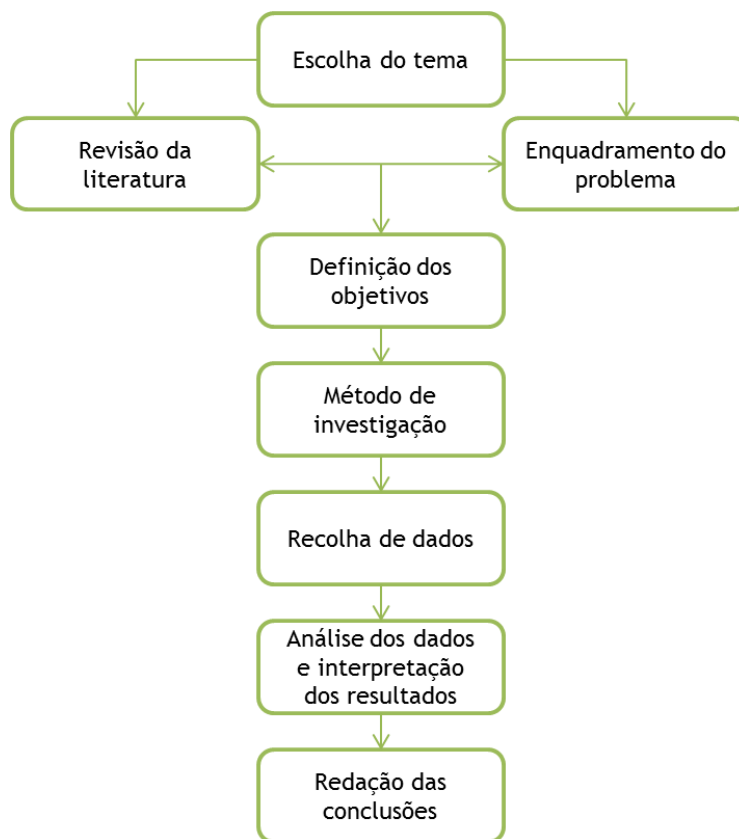 Escolha do tema
Revisão da
literatura
Enquadramento do
problema
Definição dos
objetivos
Método de
investigação
Recolha de dados
Análise dos dados
e interpretação
dos resultados
Redação das
conclusões